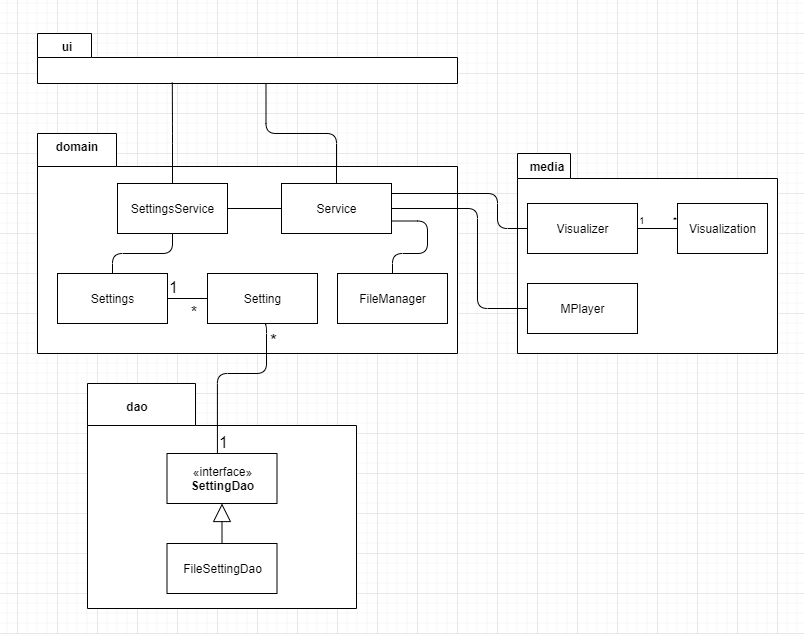 ui
domain
media
SettingsService
Service
Visualizer
1
*
Visualization
Settings
1
*
Setting
FileManager
MPlayer
*
dao
1
«interface»
SettingDao
FileSettingDao